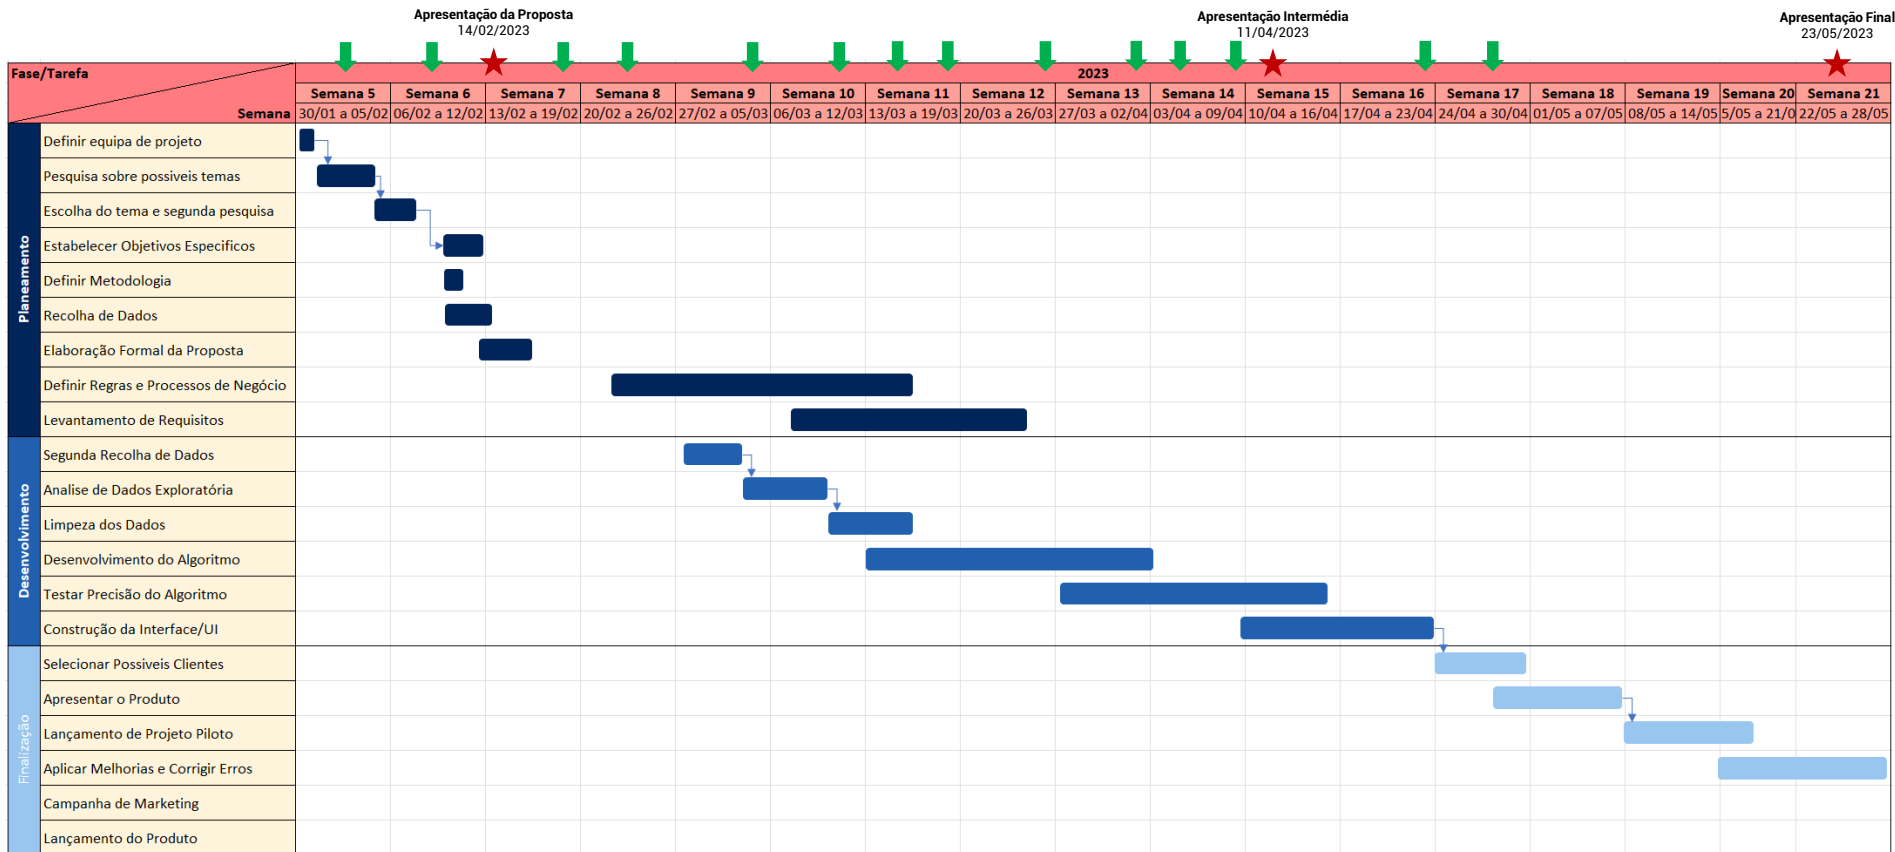 Apresentação da Proposta
14/02/2023
Apresentação Intermédia
11/04/2023
Apresentação Final
23/05/2023
Fase/Tarefa
Semana
2023
Semana 5
Semana 6
Semana 7
Semana 8
Semana 9
Semana 10
Semana 11
Semana 12
Semana 13
Semana 14
Semana 15
Semana 16
Semana 17
Semana 18
Semana 19
Semana 20
Semana 21
30/01 a 05/02
06/02 a 12/02
13/02 a 19/02
20/02 a 26/02
27/02 a 05/03
06/03 a 12/03
13/03 a 19/03
20/03 a 26/03
27/03 a 02/04
03/04 a 09/04
10/04 a 16/04
17/04 a 23/04
24/04 a 30/04
01/05 a 07/05
08/05 a 14/05
5/05 a 21/0
22/05 a 28/05
Planeamento
Definir equipa de projeto
Pesquisa sobre possiveis temas
Escolha do tema e segunda pesquisa
Estabelecer Objetivos Especificos
Definir Metodologia
Recolha de Dados
Elaboração Formal da Proposta
Definir Regras e Processos de Negócio
Levantamento de Requisitos
Desenvolvimento
Segunda Recolha de Dados
Analise de Dados Exploratória
Limpeza dos Dados
Desenvolvimento do Algoritmo
Testar Precisão do Algoritmo
Construção da Interface/UI
Finalização
Selecionar Possiveis Clientes
Apresentar o Produto
Lançamento de Projeto Piloto
Aplicar Melhorias e Corrigir Erros
Campanha de Marketing
Lançamento do Produto